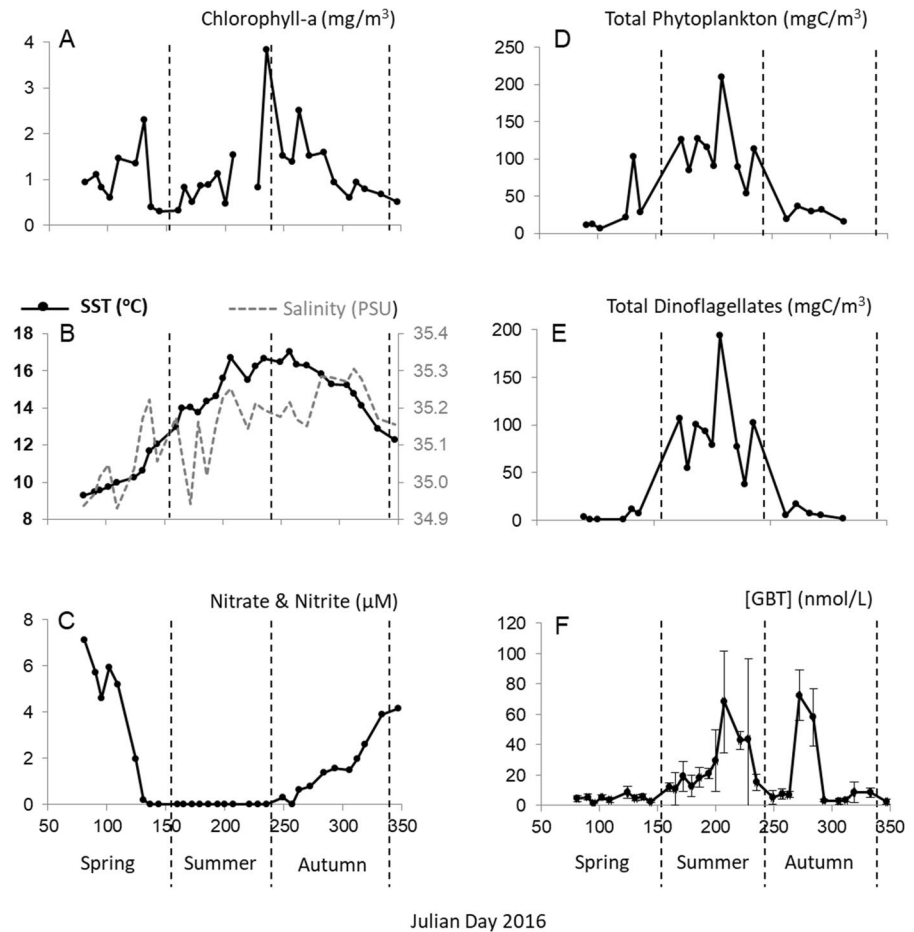 A
Chlorophyll-a (mg/m³)
4
3
2
1
0
D
Total Phytoplankton (mgC/m³)
250
200
150
100
50
0
SST (°C)
Salinity (PSU)
B
18
16
14
12
10
8
35.4
35.3
35.2
35.1
35.0
34.9
E
Total Dinoflagellates (mgC/m³)
200
150
100
50
0
C
Nitrate & Nitrite (µM)
8
6
4
2
0
50 100 150 200 250 300 350
Spring Summer Autumn
F
[GBT] (nmol/L)
120
100
80
60
40
20
0
50 100 150 200 250 300 350
Spring Summer Autumn
Julian Day 2016